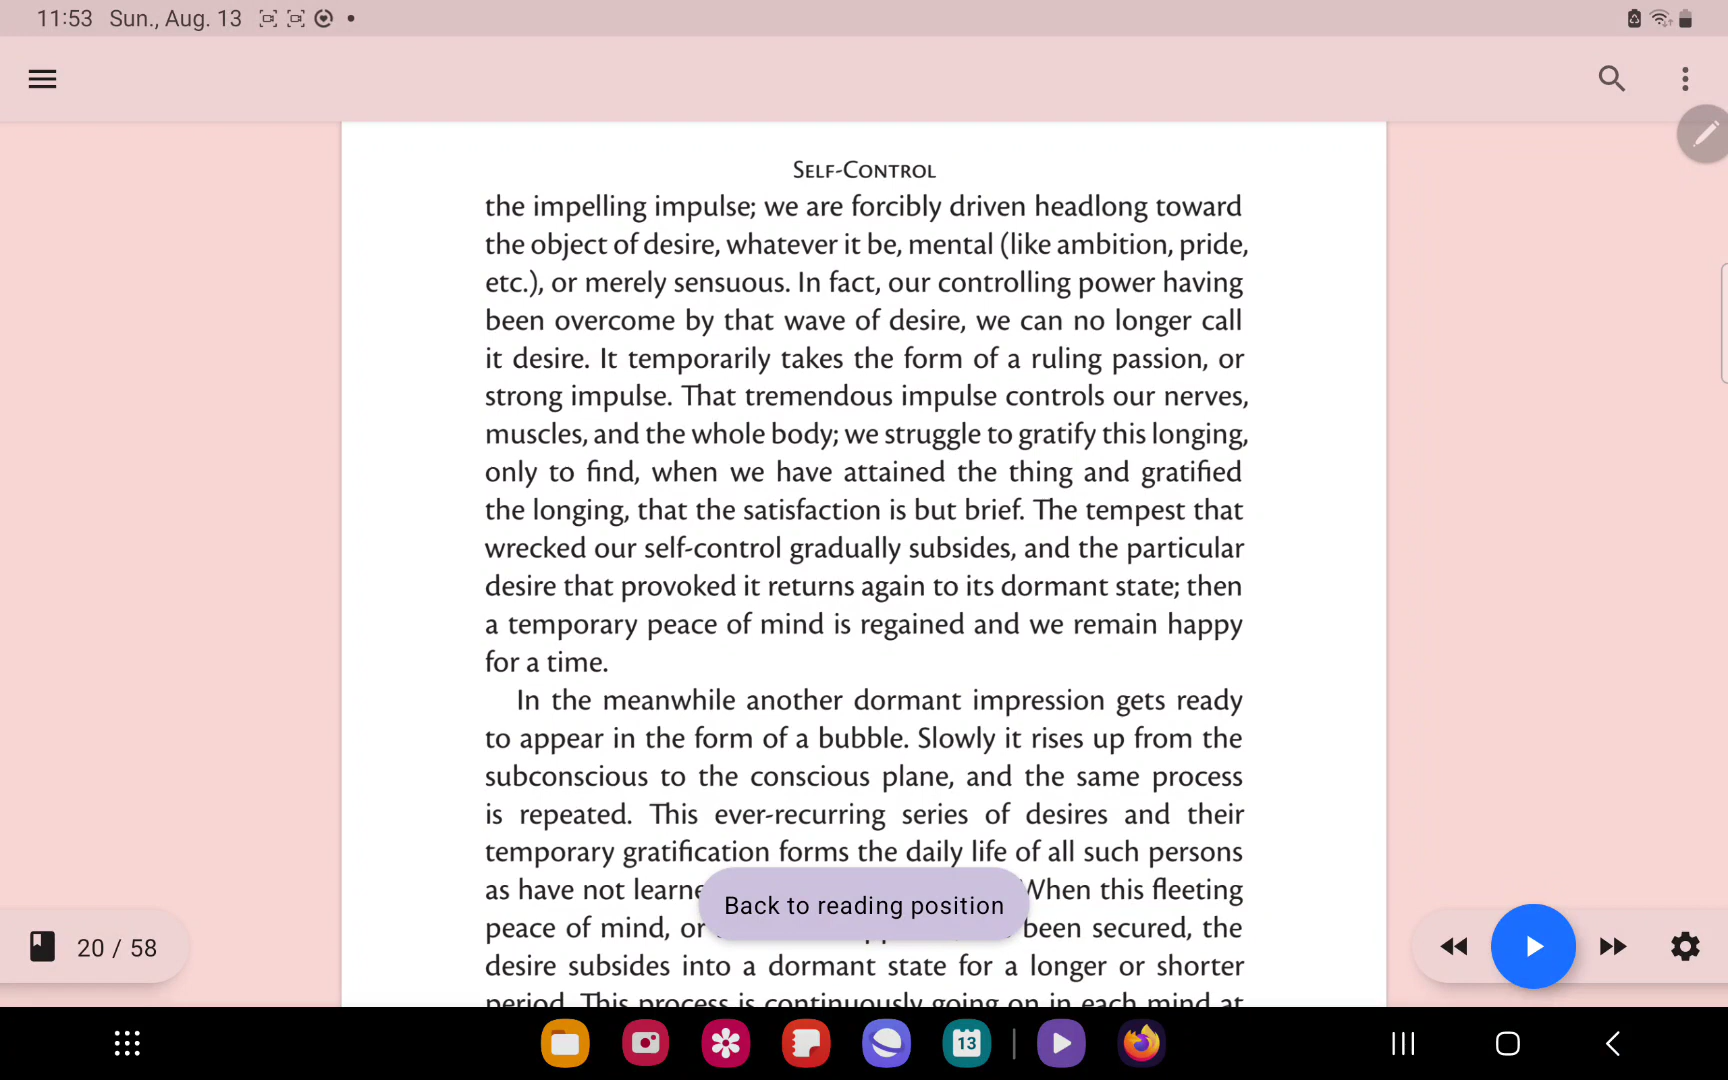 11:53 Sun., Aug. 13
SELF-CONTROL
the impelling impulse; we are forcibly driven headlong toward
the object of desire, whatever it be, mental (like ambition, pride,
etc.), or merely sensuous. In fact, our controlling power having
been overcome by that wave of desire, we can no longer call
it desire. It temporarily takes the form of a ruling passion, or
strong impulse. That tremendous impulse controls our nerves,
muscles, and the whole body; we struggle to gratify this longing,
only to find, when we have attained the thing and gratified
the longing, that the satisfaction is but brief. The tempest that
wrecked our self-control gradually subsides, and the particular
desire that provoked it returns again to its dormant state; then
a temporary peace of mind is regained and we remain happy
for a time.
In the meanwhile another dormant impression gets ready
to appear in the form of a bubble. Slowly it rises up from the
subconscious to the conscious plane, and the same process
is repeated. This ever-recurring series of desires and their
temporary gratification forms the daily life of all such persons
as have not When this fleeting
Back to reading position
peace of mind, or been secured, the
20 / 58
desire subsides into a dormant state for a longer or shorter
period. This process is continuously going on in each mind at
13